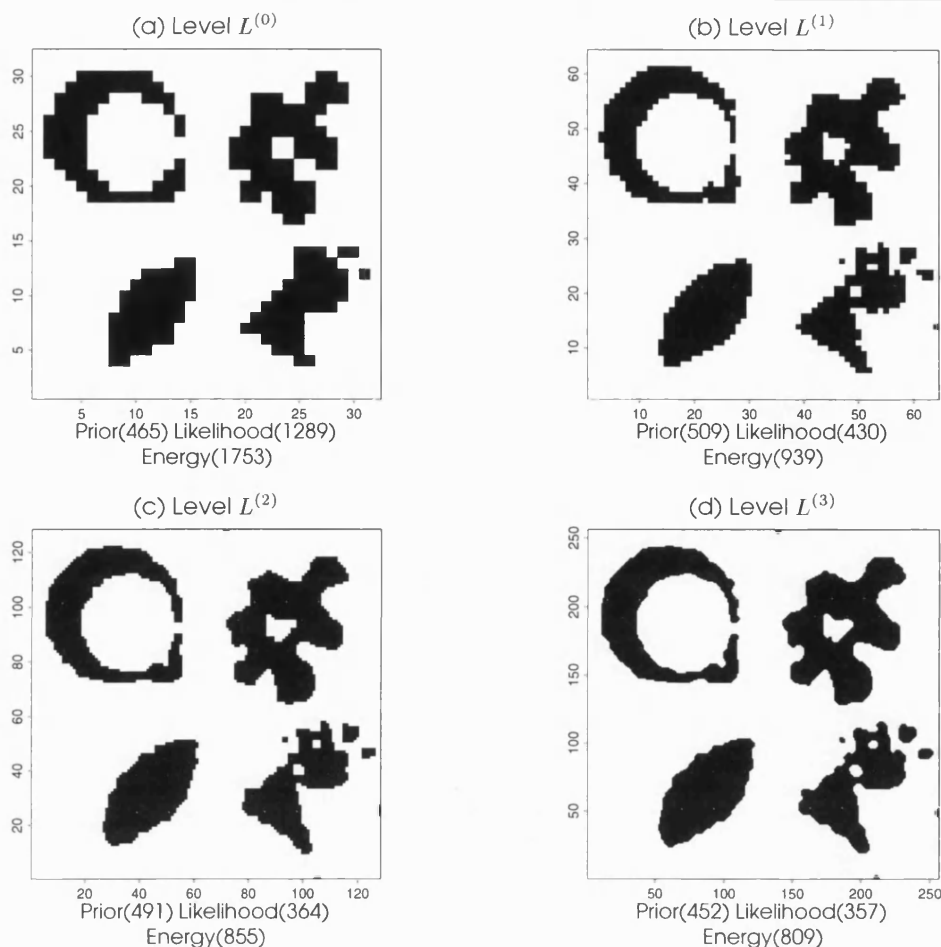 (a) Level L^(0)
30
25
20
15
10
5
5 10 15 20 25 30
Prior(465) Likelihood(1289)
Energy(1753)
(b) Level L^(1)
60
50
40
30
20
10
10 20 30 40 50 60
Prior(509) Likelihood(430)
Energy(939)
(c) Level L^(2)
120
100
80
60
40
20
20 40 60 80 100 120
Prior(491) Likelihood(364)
Energy(855)
(d) Level L^(3)
250
200
150
100
50
50 100 150 200 250
Prior(452) Likelihood(357)
Energy(809)